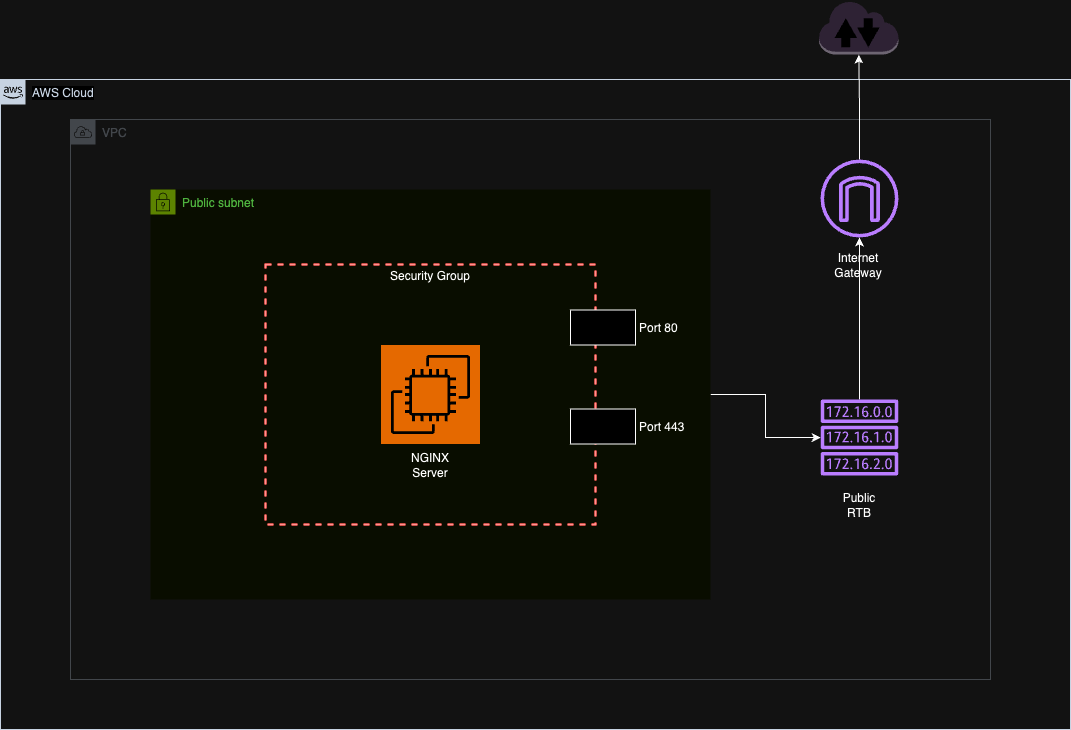 aws
AWS Cloud
VPC
Public subnet
Security Group
Port 80
Port 443
NGINX
Server
Internet
Gateway
172.16.0.0
172.16.1.0
172.16.2.0
Public
RTB